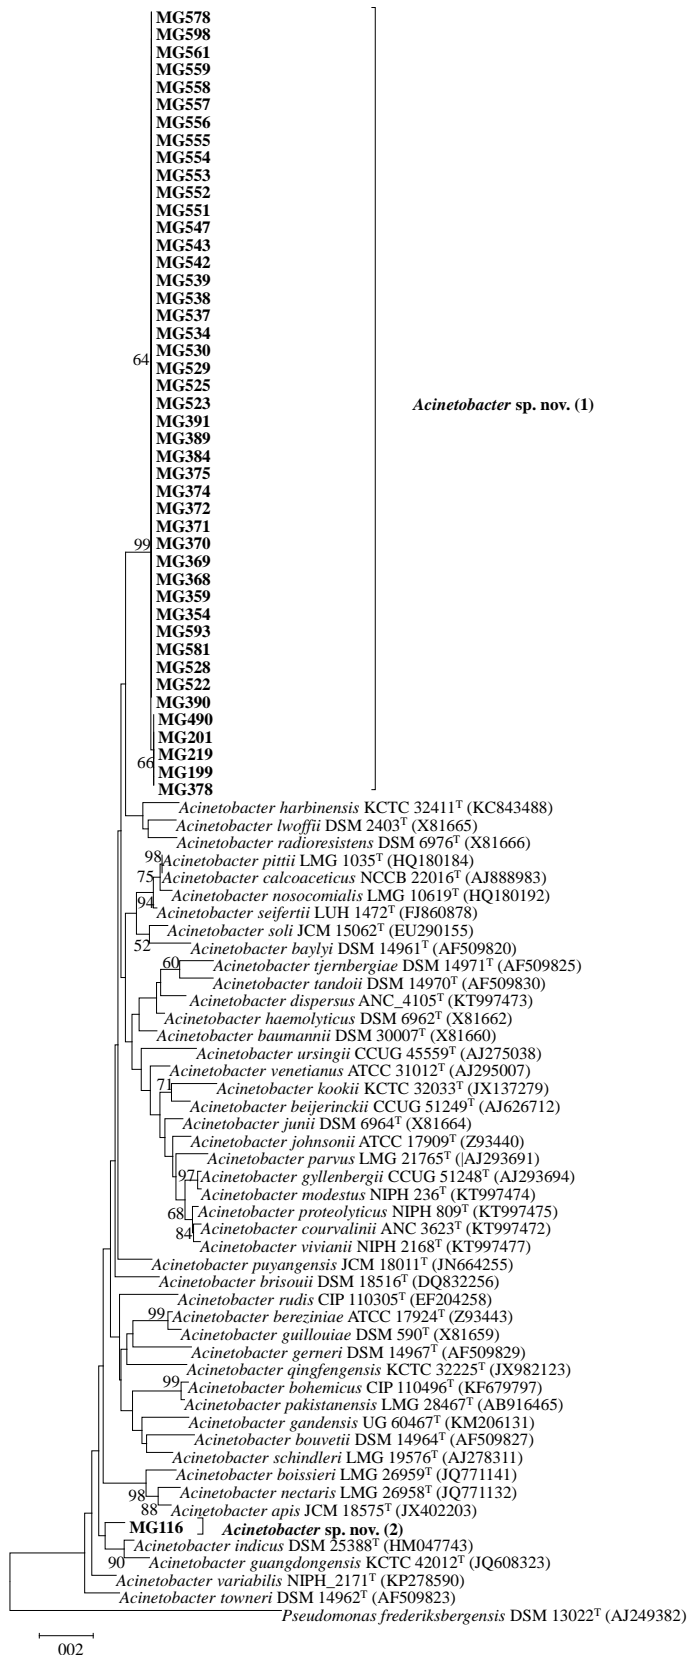 MG578
MG598
MG561
MG559
MG558
MG557
MG556
MG555
MG554
MG553
MG552
MG551
MG547
MG543
MG542
MG539
MG538
MG537
MG534
MG530
64
MG529
MG525
MG523
Acinetobacter sp. nov. (1)
MG391
MG389
MG384
MG375
MG374
MG372
MG371
99
MG370
MG369
MG368
MG359
MG354
MG593
MG581
MG528
MG522
MG390
MG490
MG201
MG219
66
MG199
MG378
Acinetobacter harbinensis KCTC 32411ᵀ (KC843488)
Acinetobacter lwoffii DSM 2403ᵀ (X81665)
Acinetobacter radioresistens DSM 6976ᵀ (X81666)
98 Acinetobacter pittii LMG 1035ᵀ (HQ180184)
75 Acinetobacter calcoaceticus NCCB 22016ᵀ (AJ888983)
Acinetobacter nosocomialis LMG 10619ᵀ (HQ180192)
94 Acinetobacter seifertii LUH 1472ᵀ (FJ860878)
Acinetobacter soli JCM 15062ᵀ (EU290155)
52 Acinetobacter baylyi DSM 14961ᵀ (AF509820)
60 Acinetobacter tjernbergiae DSM 14971ᵀ (AF509825)
Acinetobacter tandoii DSM 14970ᵀ (AF509830)
Acinetobacter dispersus ANC_4105ᵀ (KT997473)
Acinetobacter haemolyticus DSM 6962ᵀ (X81662)
Acinetobacter baumannii DSM 30007ᵀ (X81660)
Acinetobacter ursingii CCUG 45559ᵀ (AJ275038)
Acinetobacter venetianus ATCC 31012ᵀ (AJ295007)
71 Acinetobacter kookii KCTC 32033ᵀ (JX137279)
Acinetobacter beijerinckii CCUG 51249ᵀ (AJ626712)
Acinetobacter junii DSM 6964ᵀ (X81664)
Acinetobacter johnsonii ATCC 17909ᵀ (Z93440)
Acinetobacter parvus LMG 21765ᵀ (|AJ293691)
97 Acinetobacter gyllenbergii CCUG 51248ᵀ (AJ293694)
Acinetobacter modestus NIPH 236ᵀ (KT997474)
68 Acinetobacter proteolyticus NIPH 809ᵀ (KT997475)
Acinetobacter courvalinii ANC 3623ᵀ (KT997472)
84 Acinetobacter vivianii NIPH 2168ᵀ (KT997477)
Acinetobacter puyangensis JCM 18011ᵀ (JN664255)
Acinetobacter brisouii DSM 18516ᵀ (DQ832256)
Acinetobacter rudis CIP 110305ᵀ (EF204258)
99 Acinetobacter bereziniae ATCC 17924ᵀ (Z93443)
Acinetobacter guillouiae DSM 590ᵀ (X81659)
Acinetobacter gerneri DSM 14967ᵀ (AF509829)
Acinetobacter qingfengensis KCTC 32225ᵀ (JX982123)
99 Acinetobacter bohemicus CIP 110496ᵀ (KF679797)
Acinetobacter pakistanensis LMG 28467ᵀ (AB916465)
Acinetobacter gandensis UG 60467ᵀ (KM206131)
Acinetobacter bouvetii DSM 14964ᵀ (AF509827)
Acinetobacter schindleri LMG 19576ᵀ (AJ278311)
Acinetobacter boissieri LMG 26959ᵀ (JQ771141)
98 Acinetobacter nectaris LMG 26958ᵀ (JQ771132)
88 Acinetobacter apis JCM 18575ᵀ (JX402203)
MG116 Acinetobacter sp. nov. (2)
Acinetobacter indicus DSM 25388ᵀ (HM047743)
90 Acinetobacter guangdongensis KCTC 42012ᵀ (JQ608323)
Acinetobacter variabilis NIPH_2171ᵀ (KP278590)
Acinetobacter towneri DSM 14962ᵀ (AF509823)
Pseudomonas frederiksbergensis DSM 13022ᵀ (AJ249382)
002